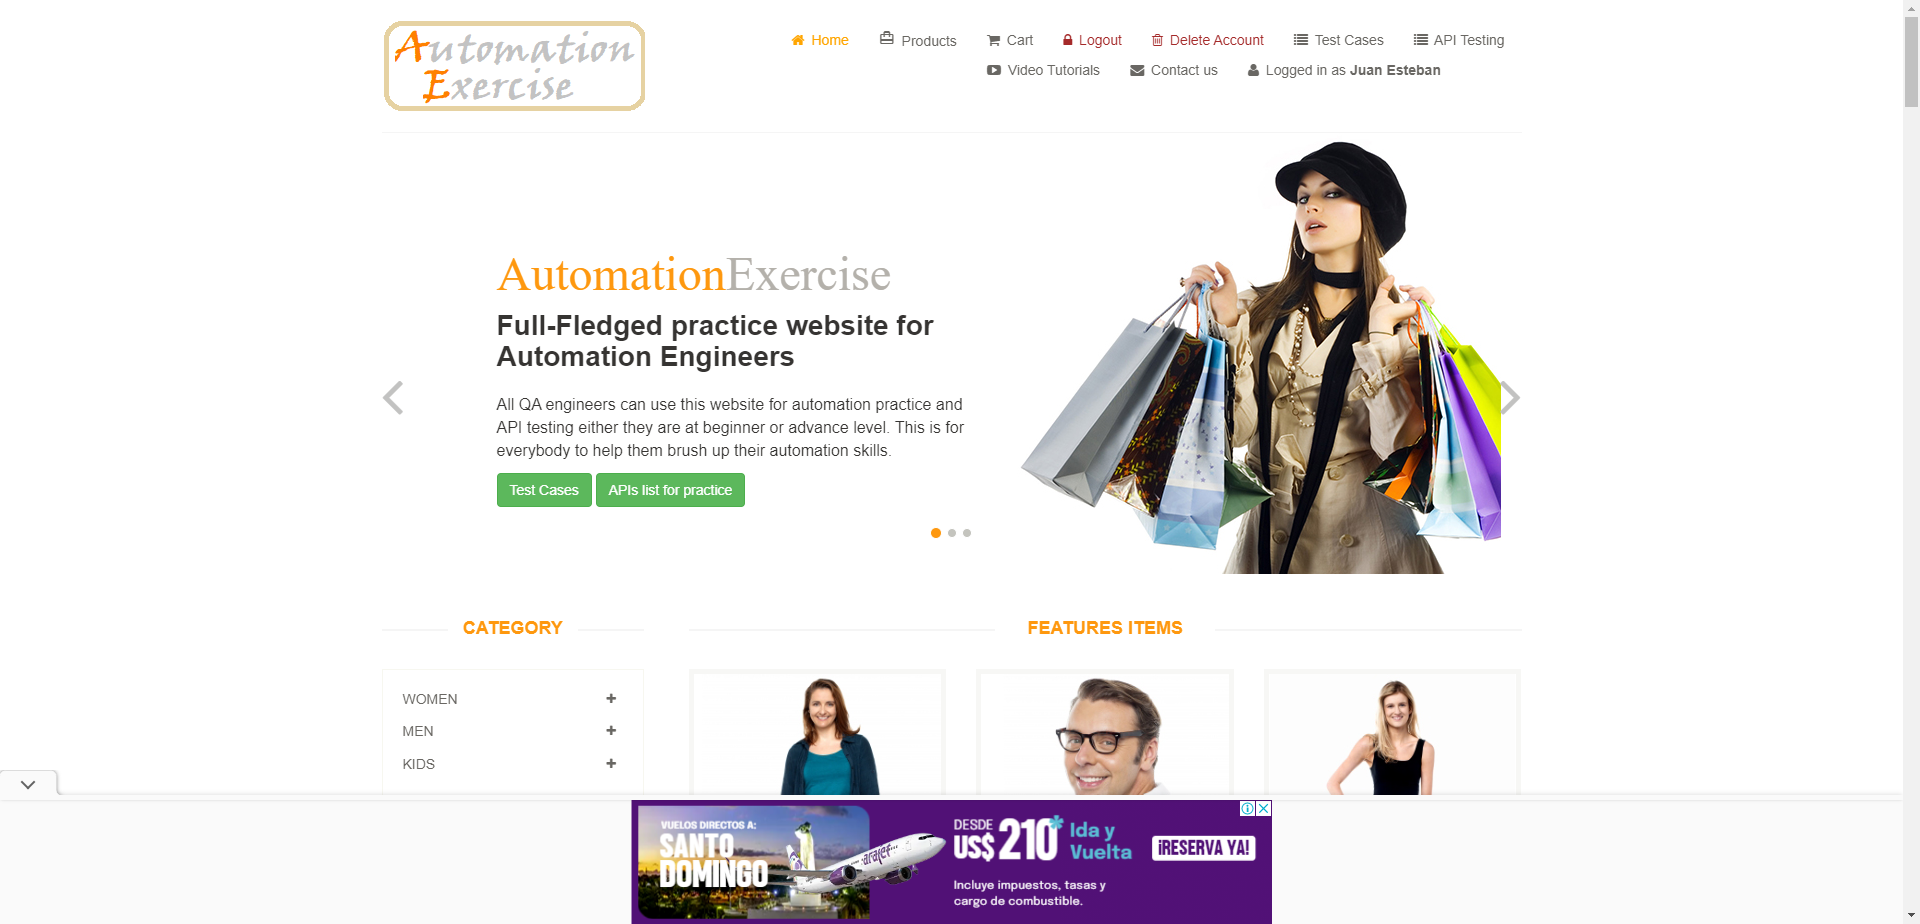 Automation
Exercise
Home
Products
Cart
Logout
Delete Account
Test Cases
API Testing
Video Tutorials
Contact us
Logged in as Juan Esteban
AutomationExercise
Full-Fledged practice website for
Automation Engineers
All QA engineers can use this website for automation practice and
API testing either they are at beginner or advance level. This is for
everybody to help them brush up their automation skills.
Test Cases
APIs list for practice
CATEGORY
FEATURES ITEMS
WOMEN
MEN
KIDS
VUELOS DIRECTOS A:
SANTO
DOMINGO
arajet
DESDE
US$ 210*
Ida y
Vuelta
Incluye impuestos, tasas y
cargo de combustible.
¡RESERVA YA!